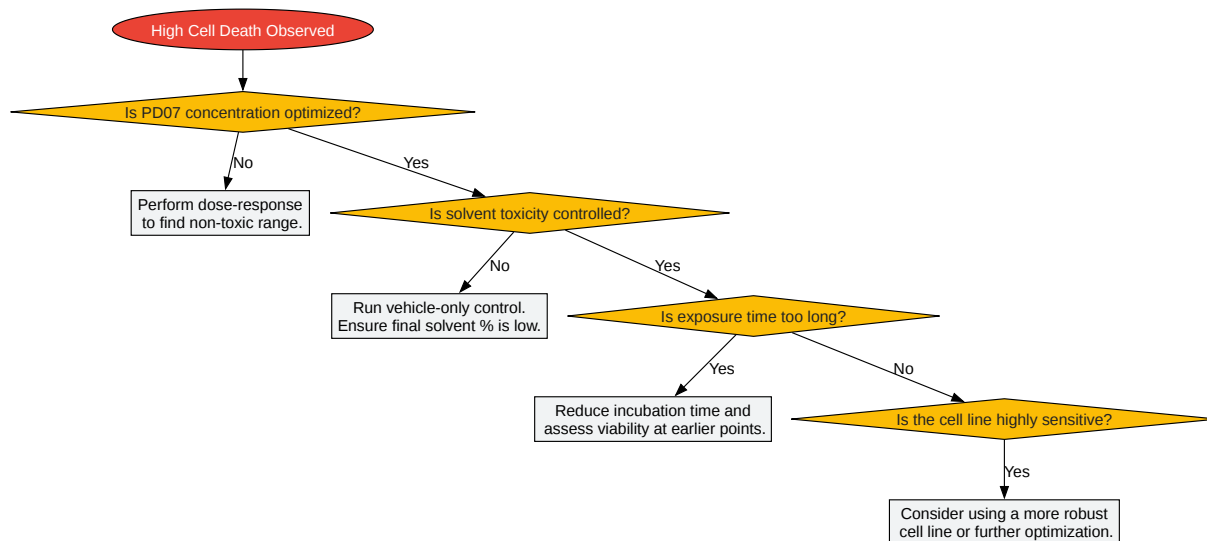 High Cell Death Observed
Is PD07 concentration optimized?
No
Yes
Perform dose-response
to find non-toxic range.
Is solvent toxicity controlled?
No
Yes
Run vehicle-only control.
Ensure final solvent % is low.
Is exposure time too long?
Yes
No
Reduce incubation time and
assess viability at earlier points.
Is the cell line highly sensitive?
Yes
Consider using a more robust
cell line or further optimization.